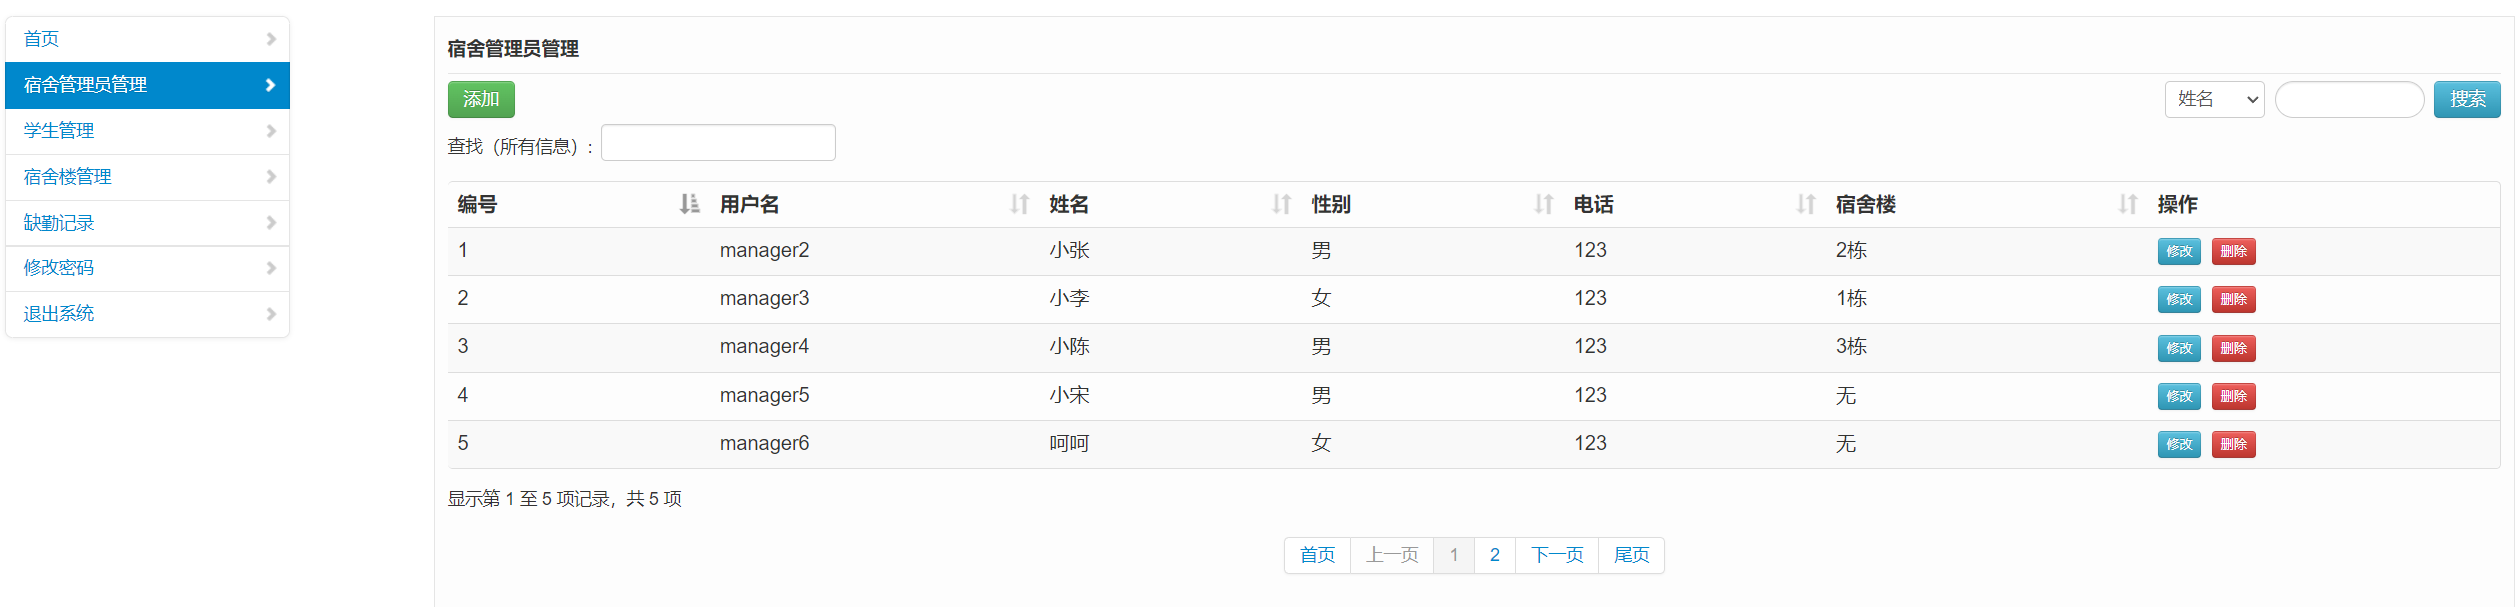 首页
宿舍管理员管理
学生管理
宿舍楼管理
缺勤记录
修改密码
退出系统
宿舍管理员管理
添加 姓名 搜索
查找（所有信息）:
编号 用户名 姓名 性别 电话 宿舍楼 操作
1 manager2 小张 男 123 2栋 修改 删除
2 manager3 小李 女 123 1栋 修改 删除
3 manager4 小陈 男 123 3栋 修改 删除
4 manager5 小宋 男 123 无 修改 删除
5 manager6 呵呵 女 123 无 修改 删除
显示第 1 至 5 项记录，共 5 项
首页 上一页 1 2 下一页 尾页